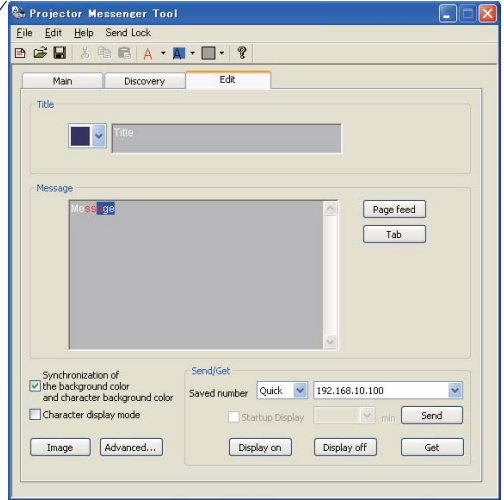 Projector Messenger Tool
File Edit Help Send Lock
A A ?
Main Discovery Edit
Title
Title
Message
Message
Page feed
Tab
Synchronization of
the background color
and character background color
Character display mode
Image Advanced...
Send/Get
Saved number Quick 192.168.10.100
Startup Display min Send
Display on Display off Get